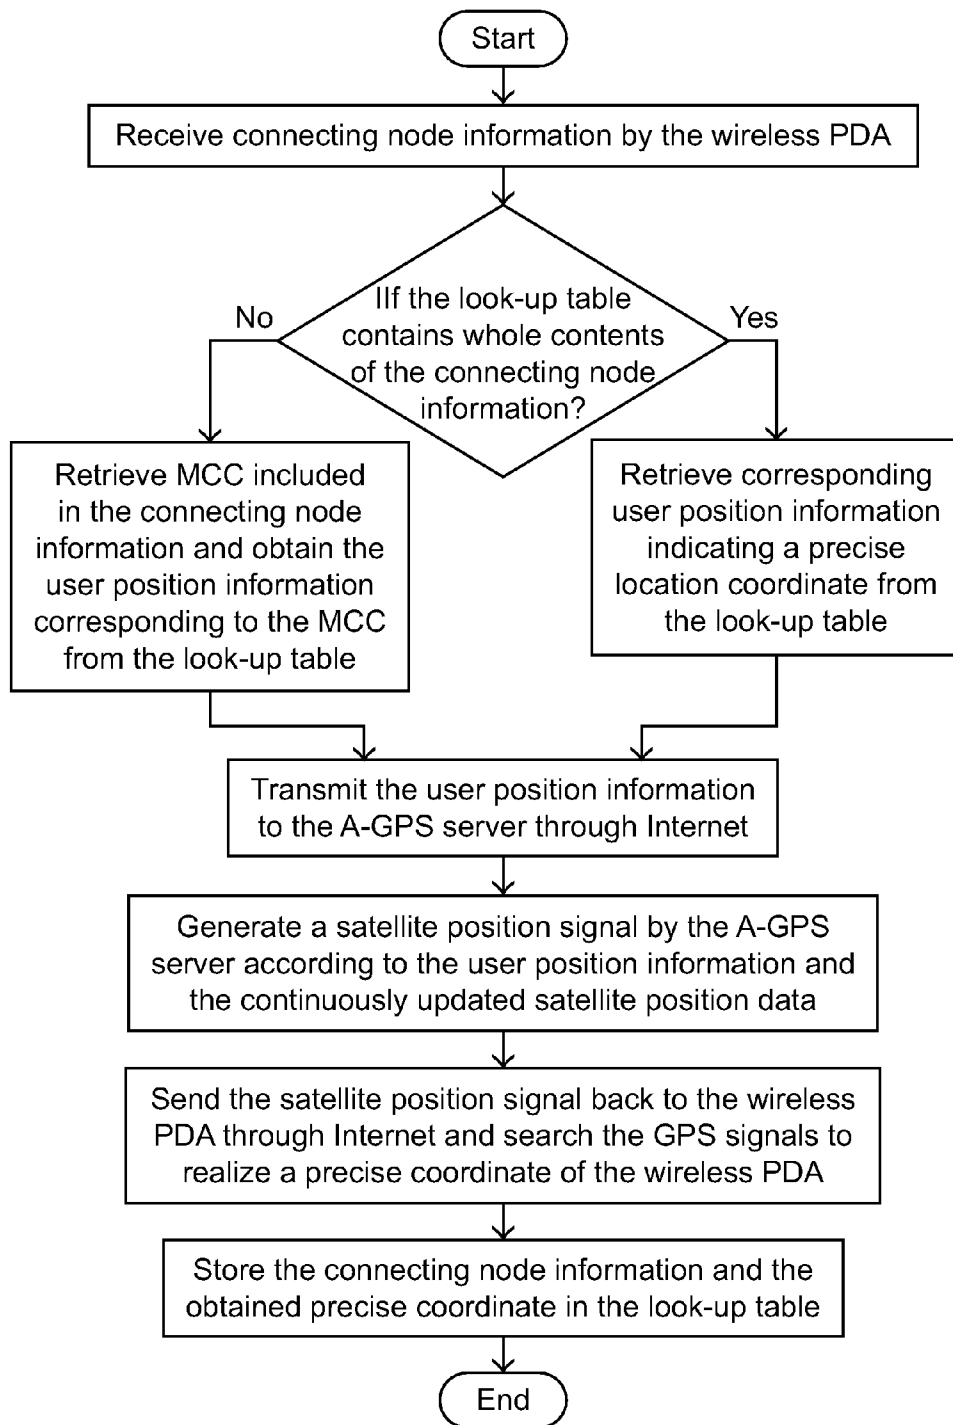 Start
Receive connecting node information by the wireless PDA
IIf the look-up table
contains whole contents
of the connecting node
information?
No
Yes
Retrieve MCC included
in the connecting node
information and obtain the
user position information
corresponding to the MCC
from the look-up table
Retrieve corresponding
user position information
indicating a precise
location coordinate from
the look-up table
Transmit the user position information
to the A-GPS server through Internet
Generate a satellite position signal by the A-GPS
server according to the user position information and
the continuously updated satellite position data
Send the satellite position signal back to the wireless
PDA through Internet and search the GPS signals to
realize a precise coordinate of the wireless PDA
Store the connecting node information and the
obtained precise coordinate in the look-up table
End